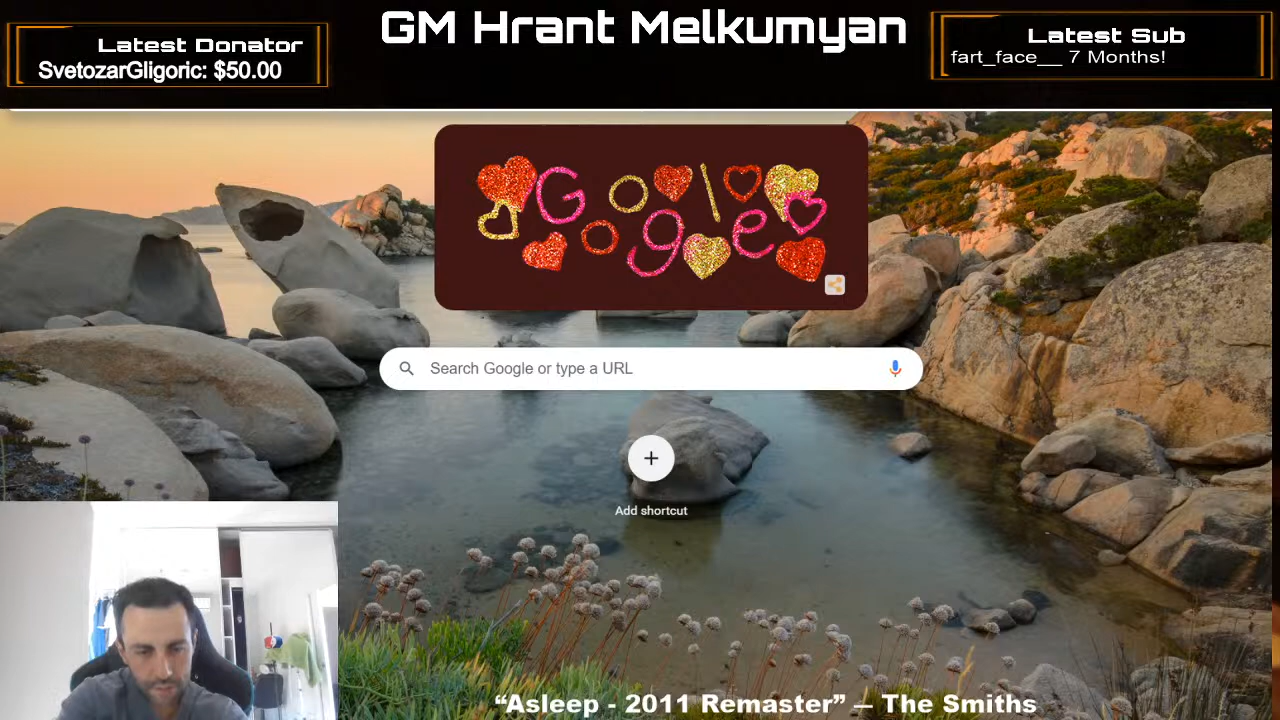 GM Hrant Melkumyan
Latest Donator
SvetozarGligoric: $50.00
Latest Sub
fart_face__ 7 Months!
Google
Search Google or type a URL
Add shortcut
“Asleep - 2011 Remaster” — The Smiths